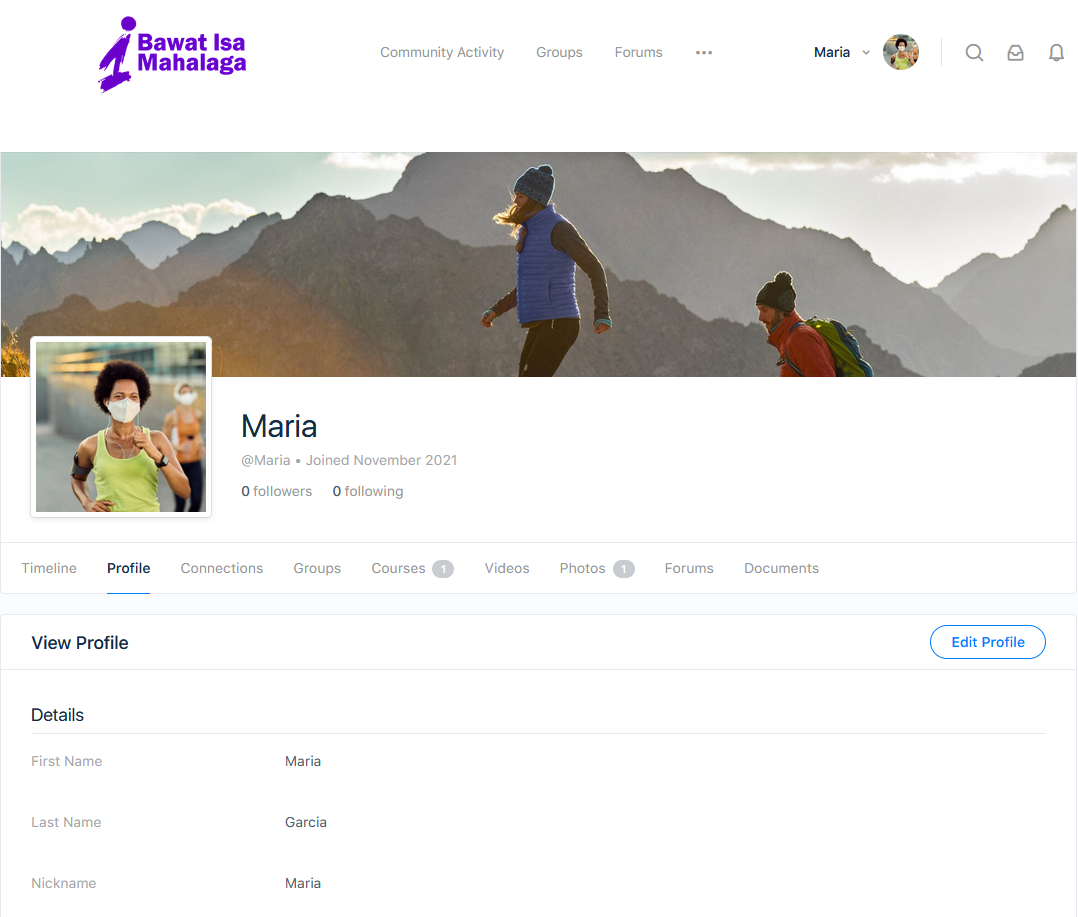 Bawat Isa
Mahalaga
Community Activity Groups Forums
Maria
Maria
@Maria • Joined November 2021
0 followers 0 following
Timeline Profile Connections Groups Courses 1 Videos Photos 1 Forums Documents
View Profile Edit Profile
Details
First Name Maria
Last Name Garcia
Nickname Maria